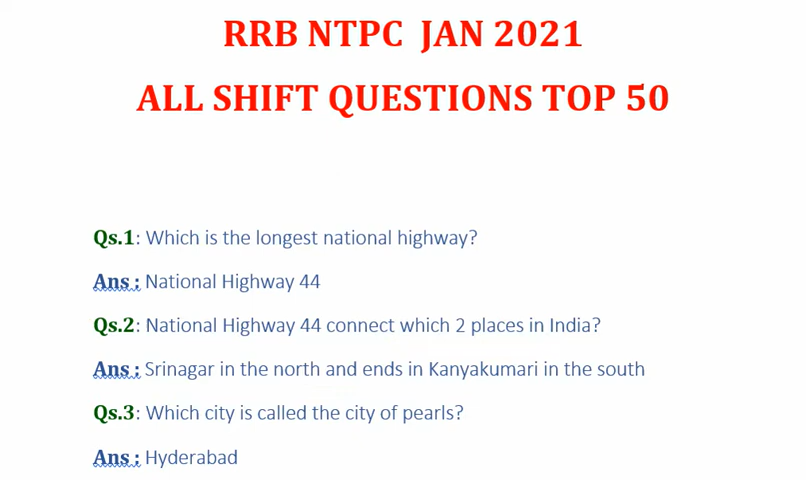 RRB NTPC JAN 2021
ALL SHIFT QUESTIONS TOP 50
Qs.1: Which is the longest national highway?
Ans : National Highway 44
Qs.2: National Highway 44 connect which 2 places in India?
Ans : Srinagar in the north and ends in Kanyakumari in the south
Qs.3: Which city is called the city of pearls?
Ans : Hyderabad